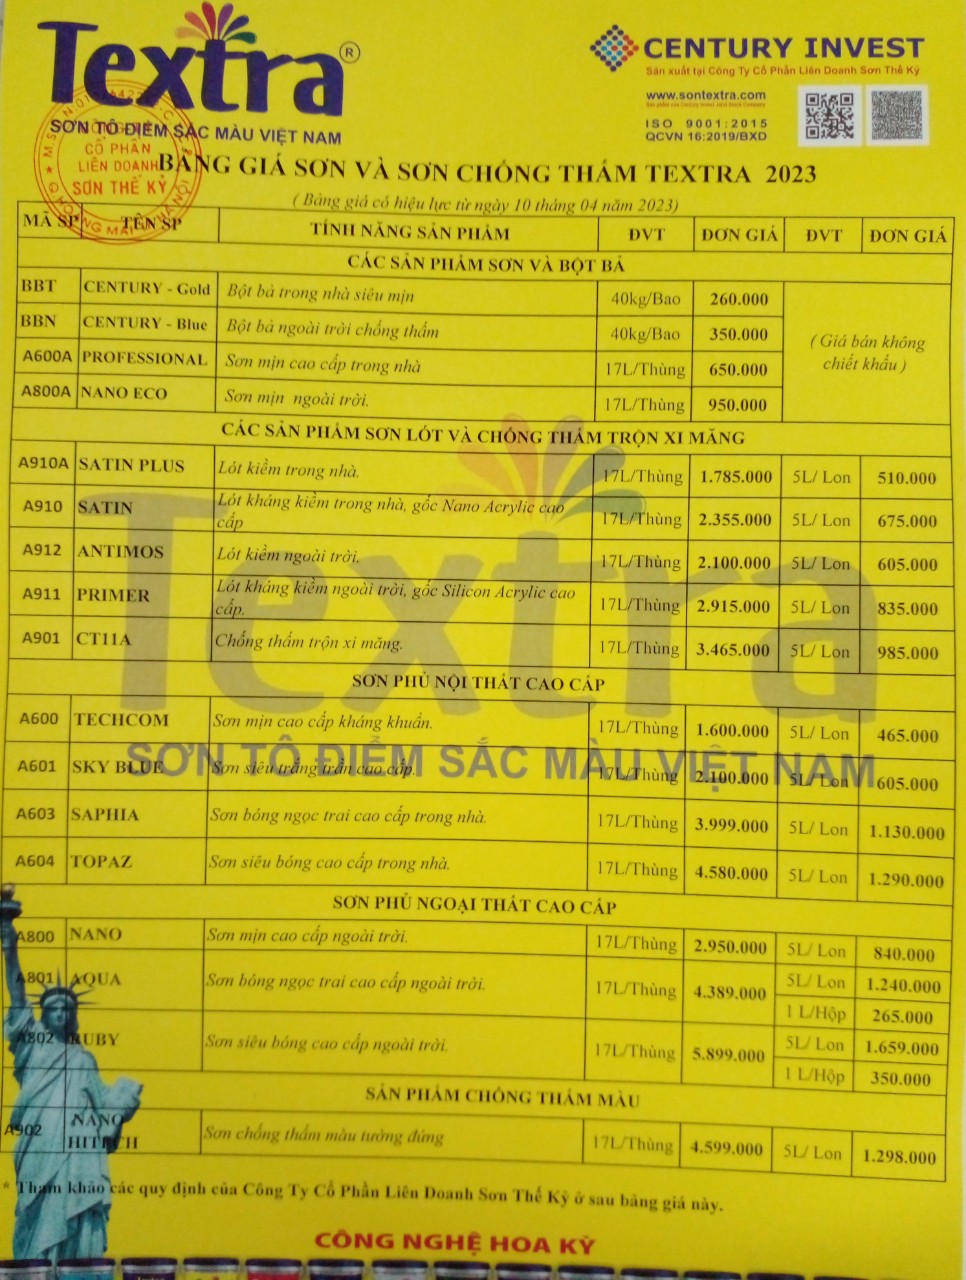 Textra ®
SƠN TÔ ĐIỂM SẮC MÀU VIỆT NAM
CENTURY INVEST
Sản xuất tại Công Ty Cổ Phần Liên Doanh Sơn Thế Kỷ
www.sontextra.com
ISO 9001:2015
QCVN 16:2019/BXD
CỔ PHẦN
LIÊN DOANH
SƠN THẾ KỶ
BẢNG GIÁ SƠN VÀ SƠN CHỐNG THẤM TEXTRA 2023
( Bảng giá có hiệu lực từ ngày 10 tháng 04 năm 2023)
MÃ SP TÊN SP TÍNH NĂNG SẢN PHẨM ĐVT ĐƠN GIÁ ĐVT ĐƠN GIÁ
CÁC SẢN PHẨM SƠN VÀ BỘT BẢ
BBT CENTURY - Gold Bột bả trong nhà siêu mịn 40kg/Bao 260.000
BBN CENTURY - Blue Bột bả ngoài trời chống thấm 40kg/Bao 350.000
( Giá bán không
chiết khấu )
A600A PROFESSIONAL Sơn mịn cao cấp trong nhà 17L/Thùng 650.000
A800A NANO ECO Sơn mịn ngoài trời. 17L/Thùng 950.000
CÁC SẢN PHẨM SƠN LÓT VÀ CHỐNG THẤM TRỘN XI MĂNG
A910A SATIN PLUS Lót kiềm trong nhà. 17L/Thùng 1.785.000 5L/ Lon 510.000
A910 SATIN Lót kháng kiềm trong nhà, gốc Nano Acrylic cao
cấp 17L/Thùng 2.355.000 5L/ Lon 675.000
A912 ANTIMOS Lót kiềm ngoài trời. 17L/Thùng 2.100.000 5L/ Lon 605.000
A911 PRIMER Lót kháng kiềm ngoài trời, gốc Silicon Acrylic cao
cấp. 17L/Thùng 2.915.000 5L/ Lon 835.000
A901 CT11A Chống thấm trộn xi măng. 17L/Thùng 3.465.000 5L/ Lon 985.000
Textra
SƠN TÔ ĐIỂM SẮC MÀU VIỆT NAM
SƠN PHỦ NỘI THẤT CAO CẤP
A600 TECHCOM Sơn mịn cao cấp kháng khuẩn. 17L/Thùng 1.600.000 5L/ Lon 465.000
A601 SKY BLUE Sơn siêu trắng trần cao cấp. 17L/Thùng 2.100.000 5L/ Lon 605.000
A603 SAPHIA Sơn bóng ngọc trai cao cấp trong nhà. 17L/Thùng 3.999.000 5L/ Lon 1.130.000
A604 TOPAZ Sơn siêu bóng cao cấp trong nhà. 17L/Thùng 4.580.000 5L/ Lon 1.290.000
SƠN PHỦ NGOẠI THẤT CAO CẤP
A800 NANO Sơn mịn cao cấp ngoài trời. 17L/Thùng 2.950.000 5L/ Lon 840.000
A801 AQUA Sơn bóng ngọc trai cao cấp ngoài trời. 17L/Thùng 4.389.000 5L/ Lon 1.240.000
1 L/Hộp 265.000
A802 RUBY Sơn siêu bóng cao cấp ngoài trời. 17L/Thùng 5.899.000 5L/ Lon 1.659.000
1 L/Hộp 350.000
SẢN PHẨM CHỐNG THẤM MÀU
A902 NANO
HITECH Sơn chống thấm màu tường đứng 17L/Thùng 4.599.000 5L/ Lon 1.298.000
* Tham khảo các quy định của Công Ty Cổ Phần Liên Doanh Sơn Thế Kỷ ở sau bảng giá này.
CÔNG NGHỆ HOA KỲ